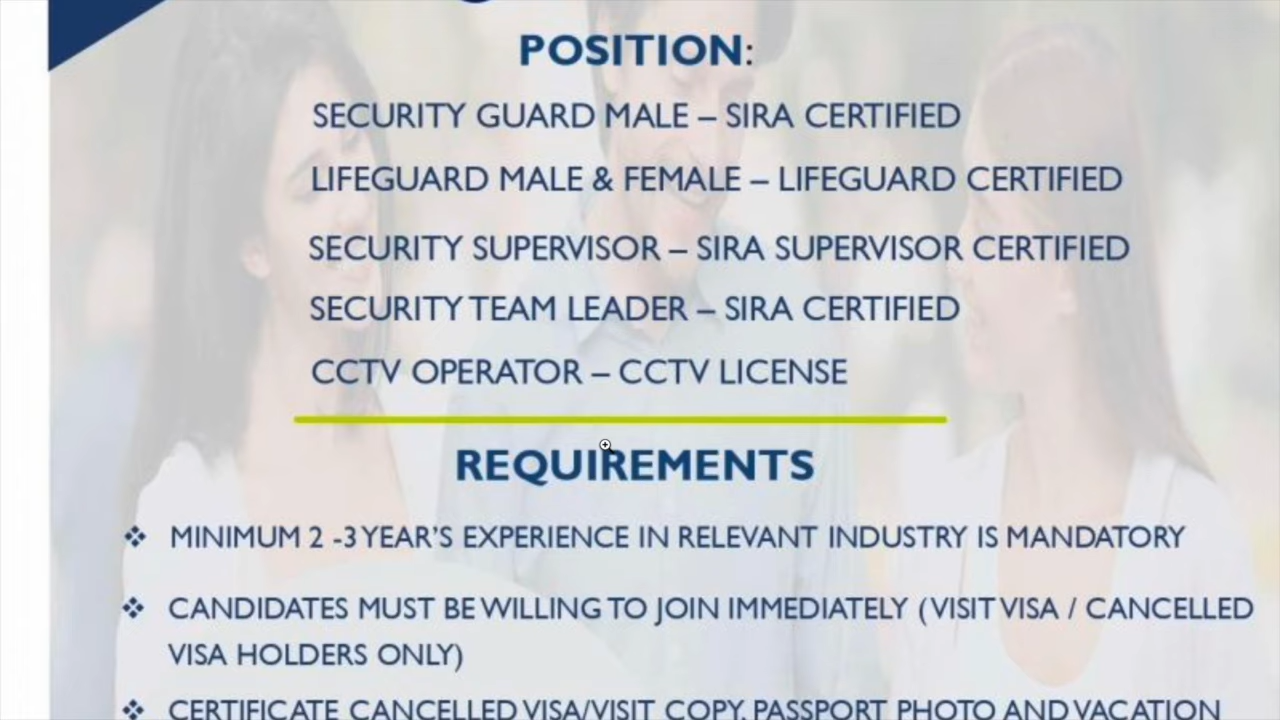 POSITION:
SECURITY GUARD MALE – SIRA CERTIFIED
LIFEGUARD MALE & FEMALE – LIFEGUARD CERTIFIED
SECURITY SUPERVISOR – SIRA SUPERVISOR CERTIFIED
SECURITY TEAM LEADER – SIRA CERTIFIED
CCTV OPERATOR – CCTV LICENSE
REQUIREMENTS
❖ MINIMUM 2 -3 YEAR'S EXPERIENCE IN RELEVANT INDUSTRY IS MANDATORY
❖ CANDIDATES MUST BE WILLING TO JOIN IMMEDIATELY (VISIT VISA / CANCELLED
VISA HOLDERS ONLY)
❖ CERTIFICATE CANCELLED VISA/VISIT COPY, PASSPORT PHOTO AND VACATION